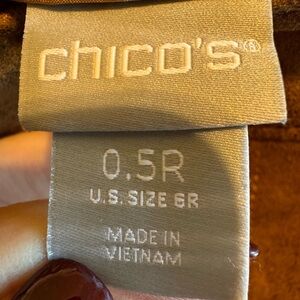 chico's®
0.5R
U.S. SIZE 6R
MADE IN
VIETNAM